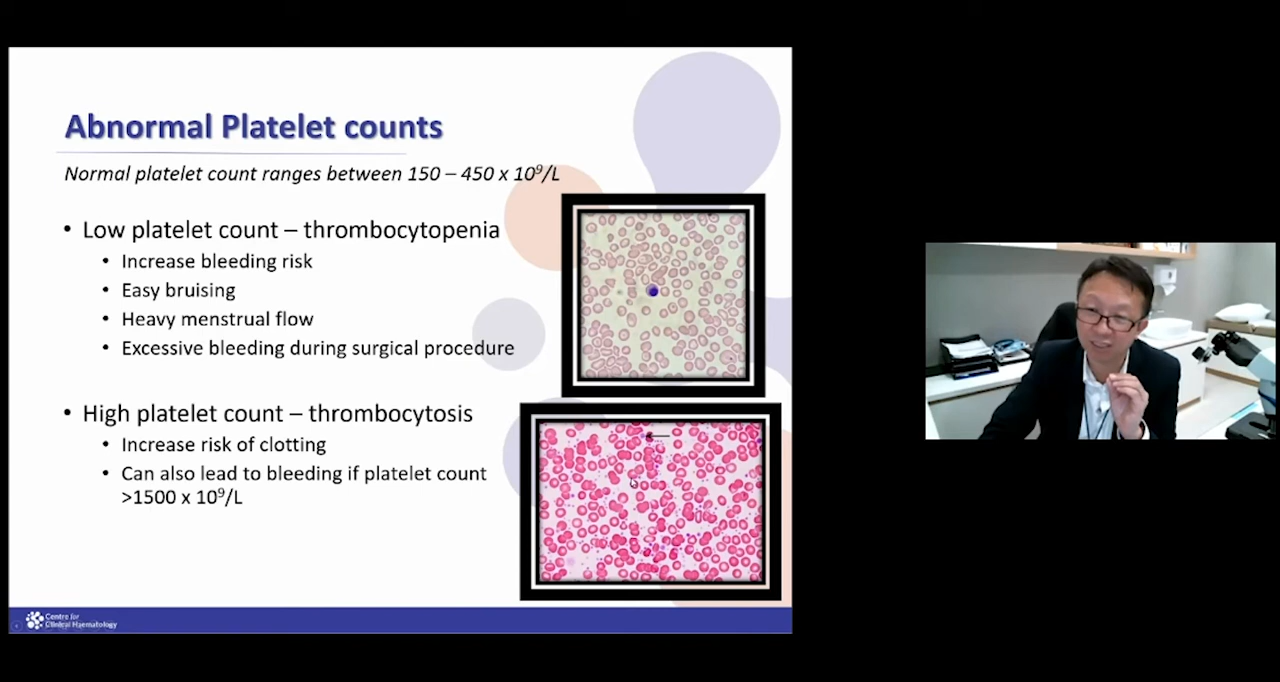 Abnormal Platelet counts
Normal platelet count ranges between 150 – 450 x 10⁹/L
• Low platelet count – thrombocytopenia
• Increase bleeding risk
• Easy bruising
• Heavy menstrual flow
• Excessive bleeding during surgical procedure
• High platelet count – thrombocytosis
• Increase risk of clotting
• Can also lead to bleeding if platelet count
>1500 x 10⁹/L
Centre for
Clinical Haematology